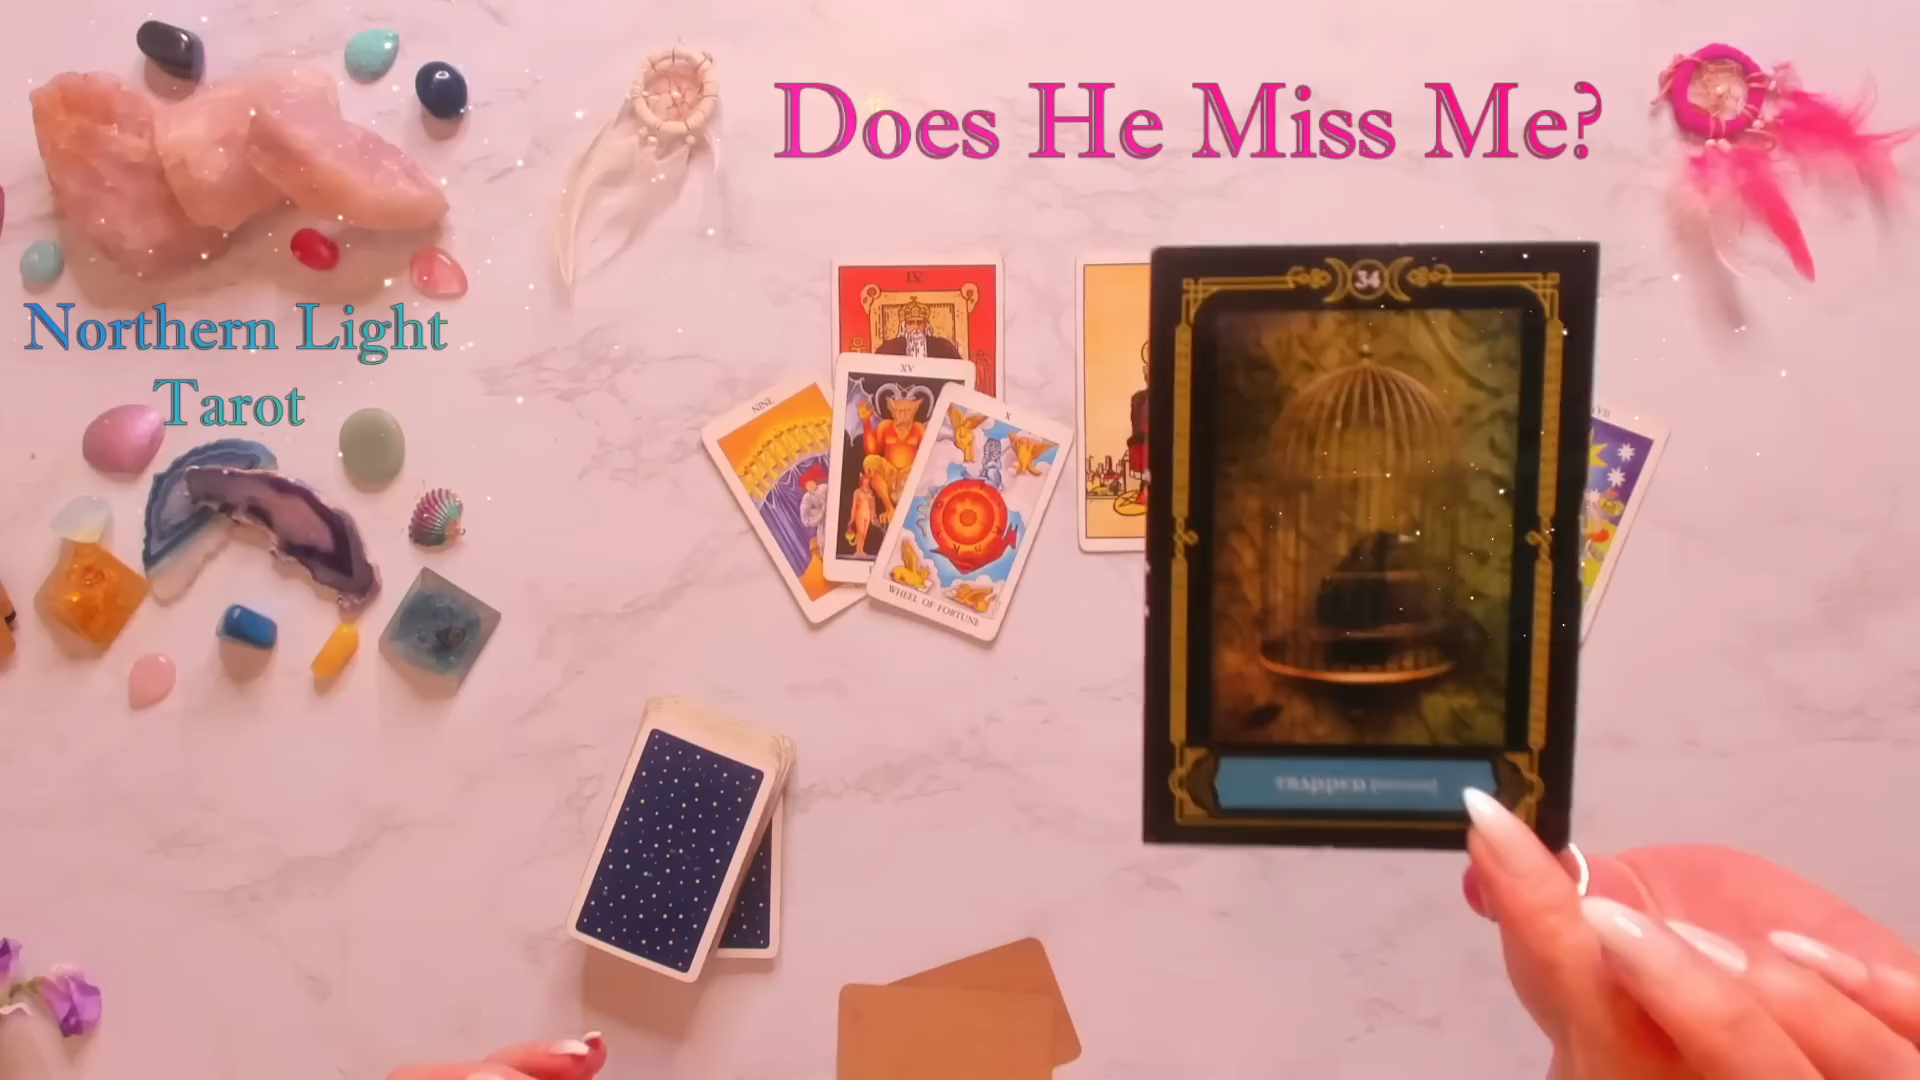 Does He Miss Me?
Northern Light
Tarot
IV
34
XV
NINE
X
WHEEL OF FORTUNE
TRAPPED